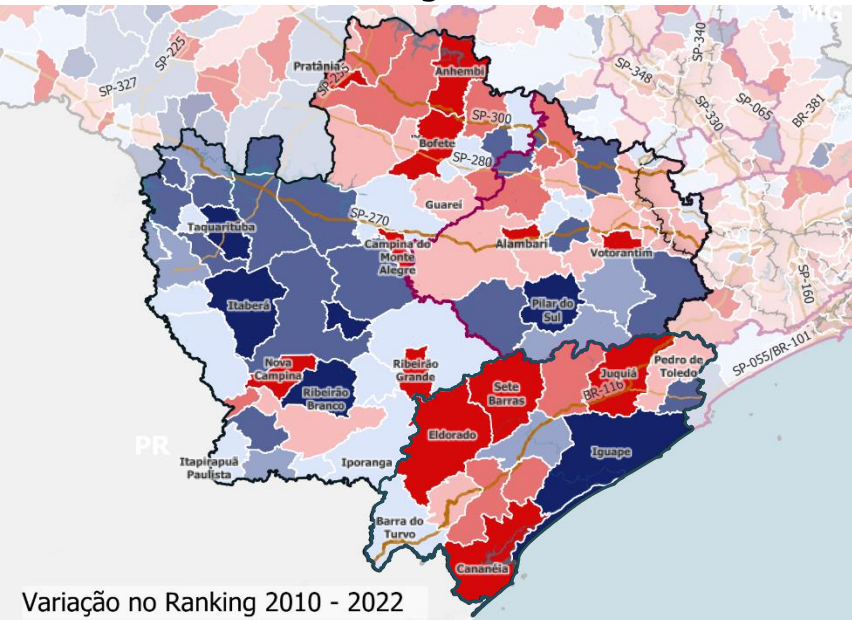 MG
SP-225
SP-327
SP-340
SP-348
SP-065
SP-330
BR-381
Pratânia
SP-255
Anhembi
SP-300
Bofete
SP-280
Guareí
SP-270
Taquarituba
Campina do
Monte
Alegre
Alambari
Votorantim
SP-160
Itaberá
Pilar do
Sul
SP-055/BR-101
Nova
Campina
Ribeirão
Grande
Ribeirão
Branco
Sete
Barras
Juquiá
Pedro de
Toledo
BR-116
Eldorado
Iguape
PR
Itapirapuã
Paulista
Iporanga
Barra do
Turvo
Cananéia
Variação no Ranking 2010 - 2022